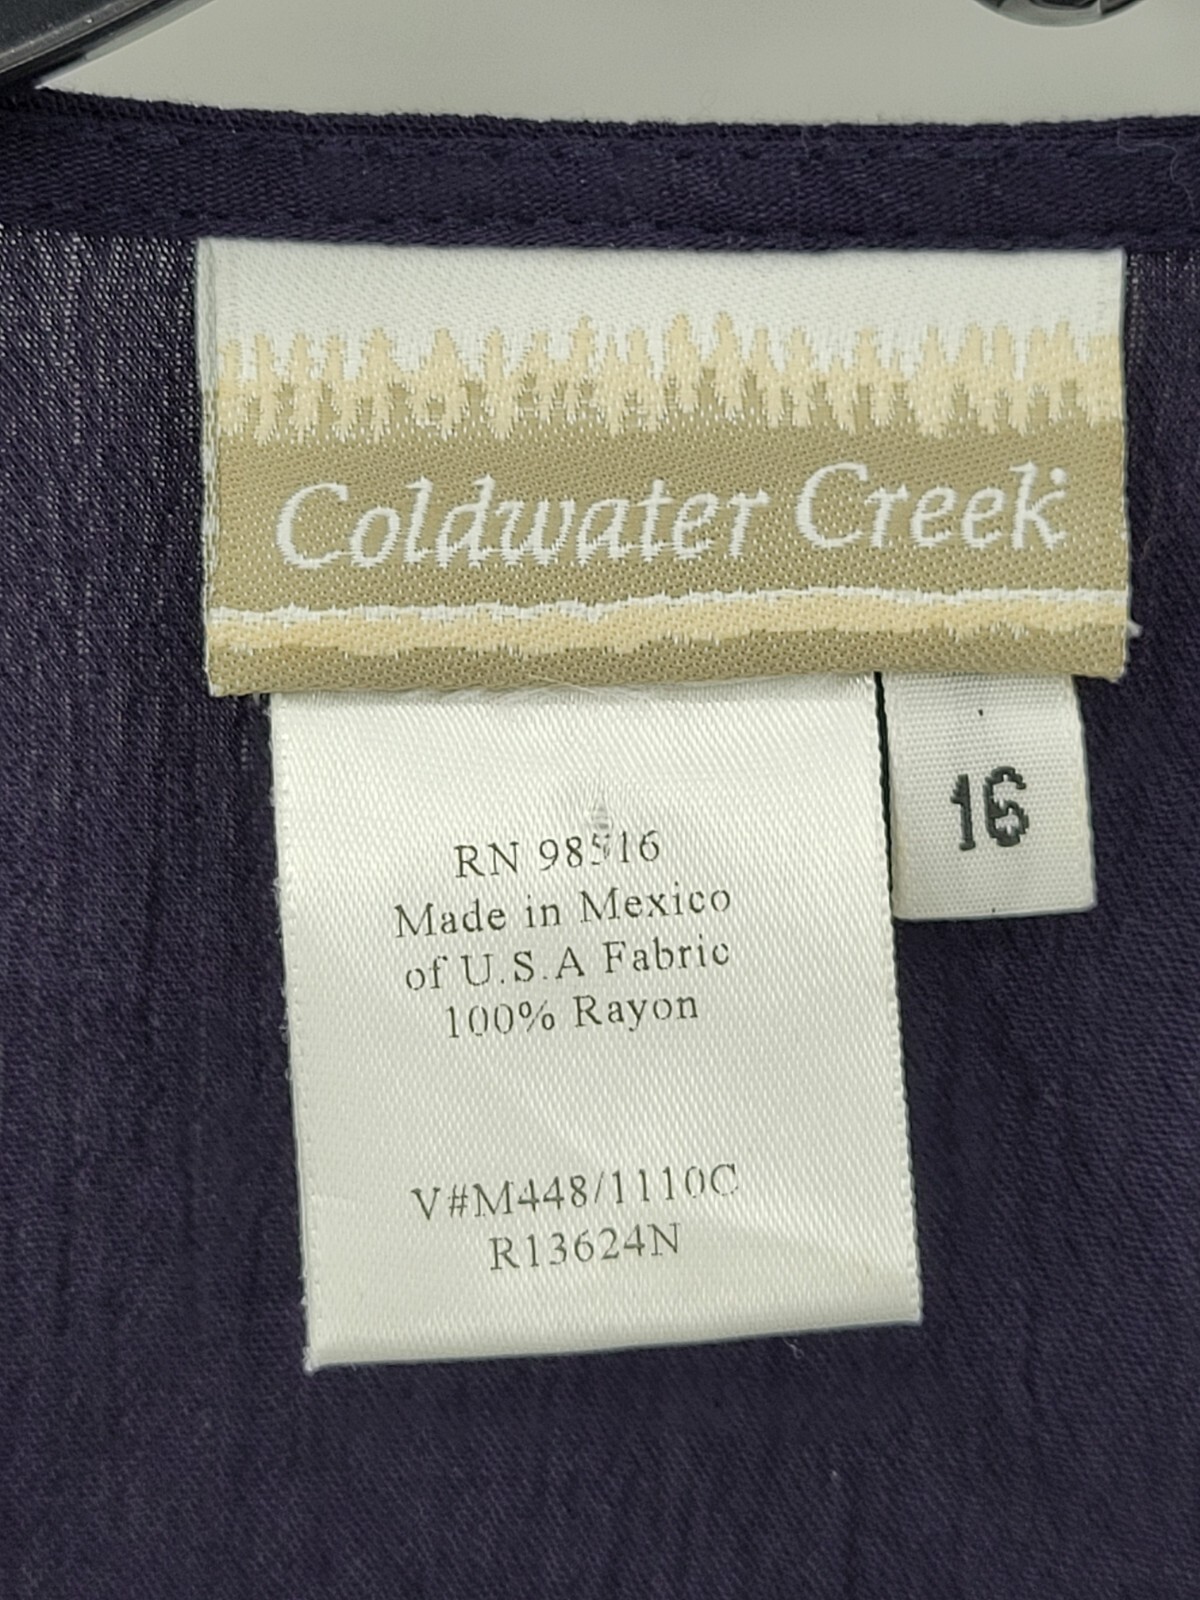 Coldwater Creek
16
RN 98516
Made in Mexico
of U.S.A Fabric
100% Rayon
V#M448/1110C
R13624N